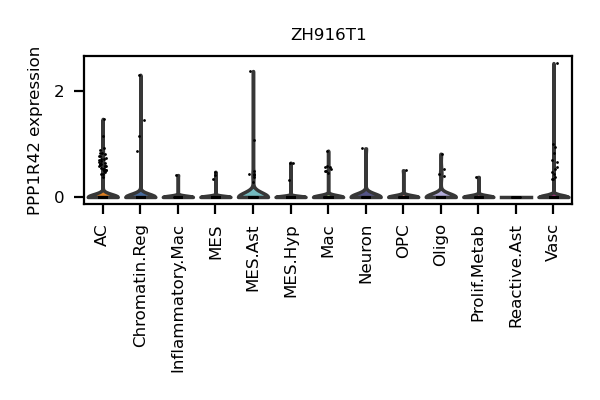 ZH916T1
PPP1R42 expression
2
0
AC
Chromatin.Reg
Inflammatory.Mac
MES
MES.Ast
MES.Hyp
Mac
Neuron
OPC
Oligo
Prolif.Metab
Reactive.Ast
Vasc